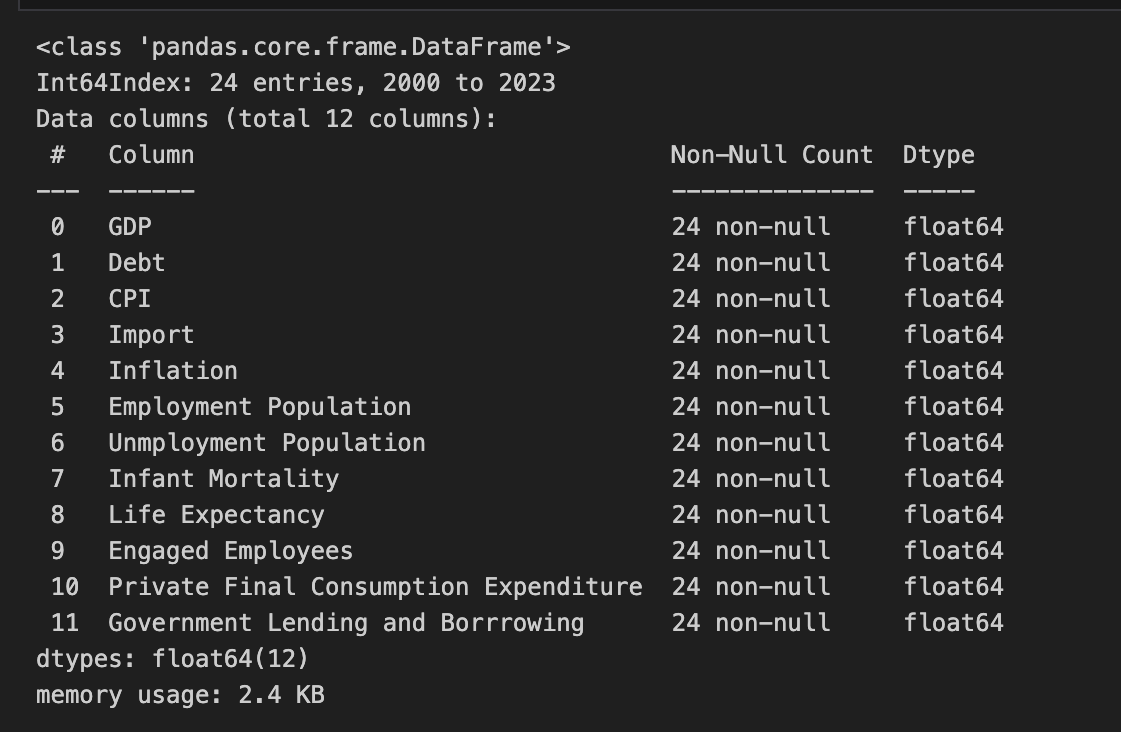 <class 'pandas.core.frame.DataFrame'>
Int64Index: 24 entries, 2000 to 2023
Data columns (total 12 columns):
 #   Column                                 Non-Null Count  Dtype
---  ------                                 --------------  -----
 0   GDP                                    24 non-null     float64
 1   Debt                                   24 non-null     float64
 2   CPI                                    24 non-null     float64
 3   Import                                 24 non-null     float64
 4   Inflation                              24 non-null     float64
 5   Employment Population                  24 non-null     float64
 6   Unmployment Population                 24 non-null     float64
 7   Infant Mortality                       24 non-null     float64
 8   Life Expectancy                        24 non-null     float64
 9   Engaged Employees                      24 non-null     float64
 10  Private Final Consumption Expenditure  24 non-null     float64
 11  Government Lending and Borrrowing      24 non-null     float64
dtypes: float64(12)
memory usage: 2.4 KB